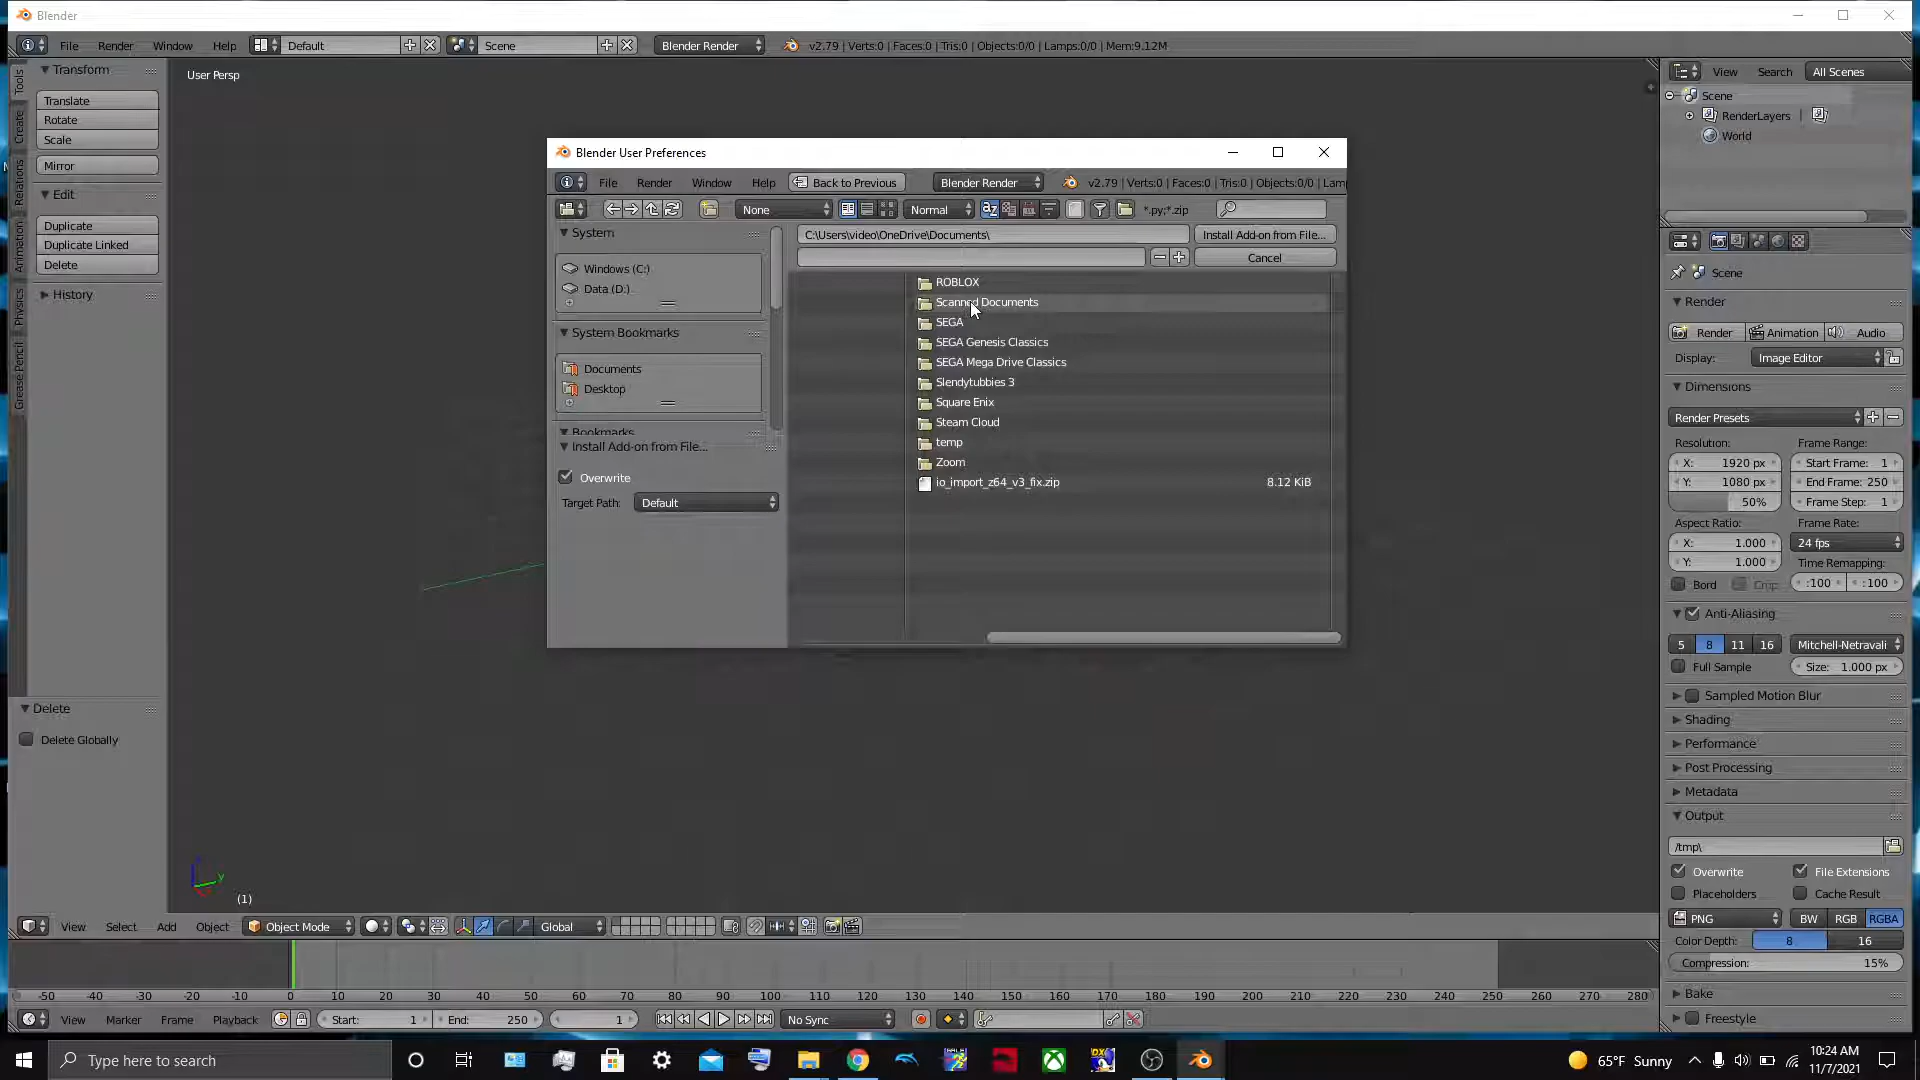 Blender
File Render Window Help Default Scene Blender Render v2.79 | Verts:0 | Faces:0 | Tris:0 | Objects:0/0 | Lamps:0/0 | Mem:9.12M
Tools
Create
Relations
Animation
Physics
Grease Pencil
Transform
Translate
Rotate
Scale
Mirror
Edit
Duplicate
Duplicate Linked
Delete
History
Delete
Delete Globally
User Persp
(1)
Blender User Preferences
File Render Window Help Back to Previous Blender Render v2.79 | Verts:0 | Faces:0 | Tris:0 | Objects:0/0 | Lam
None Normal *.py;*.zip
System
Windows (C:)
Data (D:)
System Bookmarks
Documents
Desktop
Bookmarks
Install Add-on from File...
Overwrite
Target Path: Default
C:\Users\video\OneDrive\Documents\ Install Add-on from File...
Cancel
ROBLOX
Scanned Documents
SEGA
SEGA Genesis Classics
SEGA Mega Drive Classics
Slendytubbies 3
Square Enix
Steam Cloud
temp
Zoom
io_import_z64_v3_fix.zip 8.12 KiB
View Search All Scenes
Scene
RenderLayers |
World
Scene
Render
Render Animation Audio
Display: Image Editor
Dimensions
Render Presets
Resolution: Frame Range:
X: 1920 px Start Frame: 1
Y: 1080 px End Frame: 250
50% Frame Step: 1
Aspect Ratio: Frame Rate:
X: 1.000 24 fps
Y: 1.000 Time Remapping:
Bord Crop :100 :100
Anti-Aliasing
5 8 11 16 Mitchell-Netravali
Full Sample Size: 1.000 px
Sampled Motion Blur
Shading
Performance
Post Processing
Metadata
Output
/tmp\
Overwrite File Extensions
Placeholders Cache Result
PNG BW RGB RGBA
Color Depth: 8 16
Compression: 15%
Bake
Freestyle
View Select Add Object Object Mode Global
-50 -40 -30 -20 -10 0 10 20 30 40 50 60 70 80 90 100 110 120 130 140 150 160 170 180 190 200 210 220 230 240 250 260 270 280
View Marker Frame Playback Start: 1 End: 250 1 No Sync
Type here to search
65°F Sunny
10:24 AM
11/7/2021